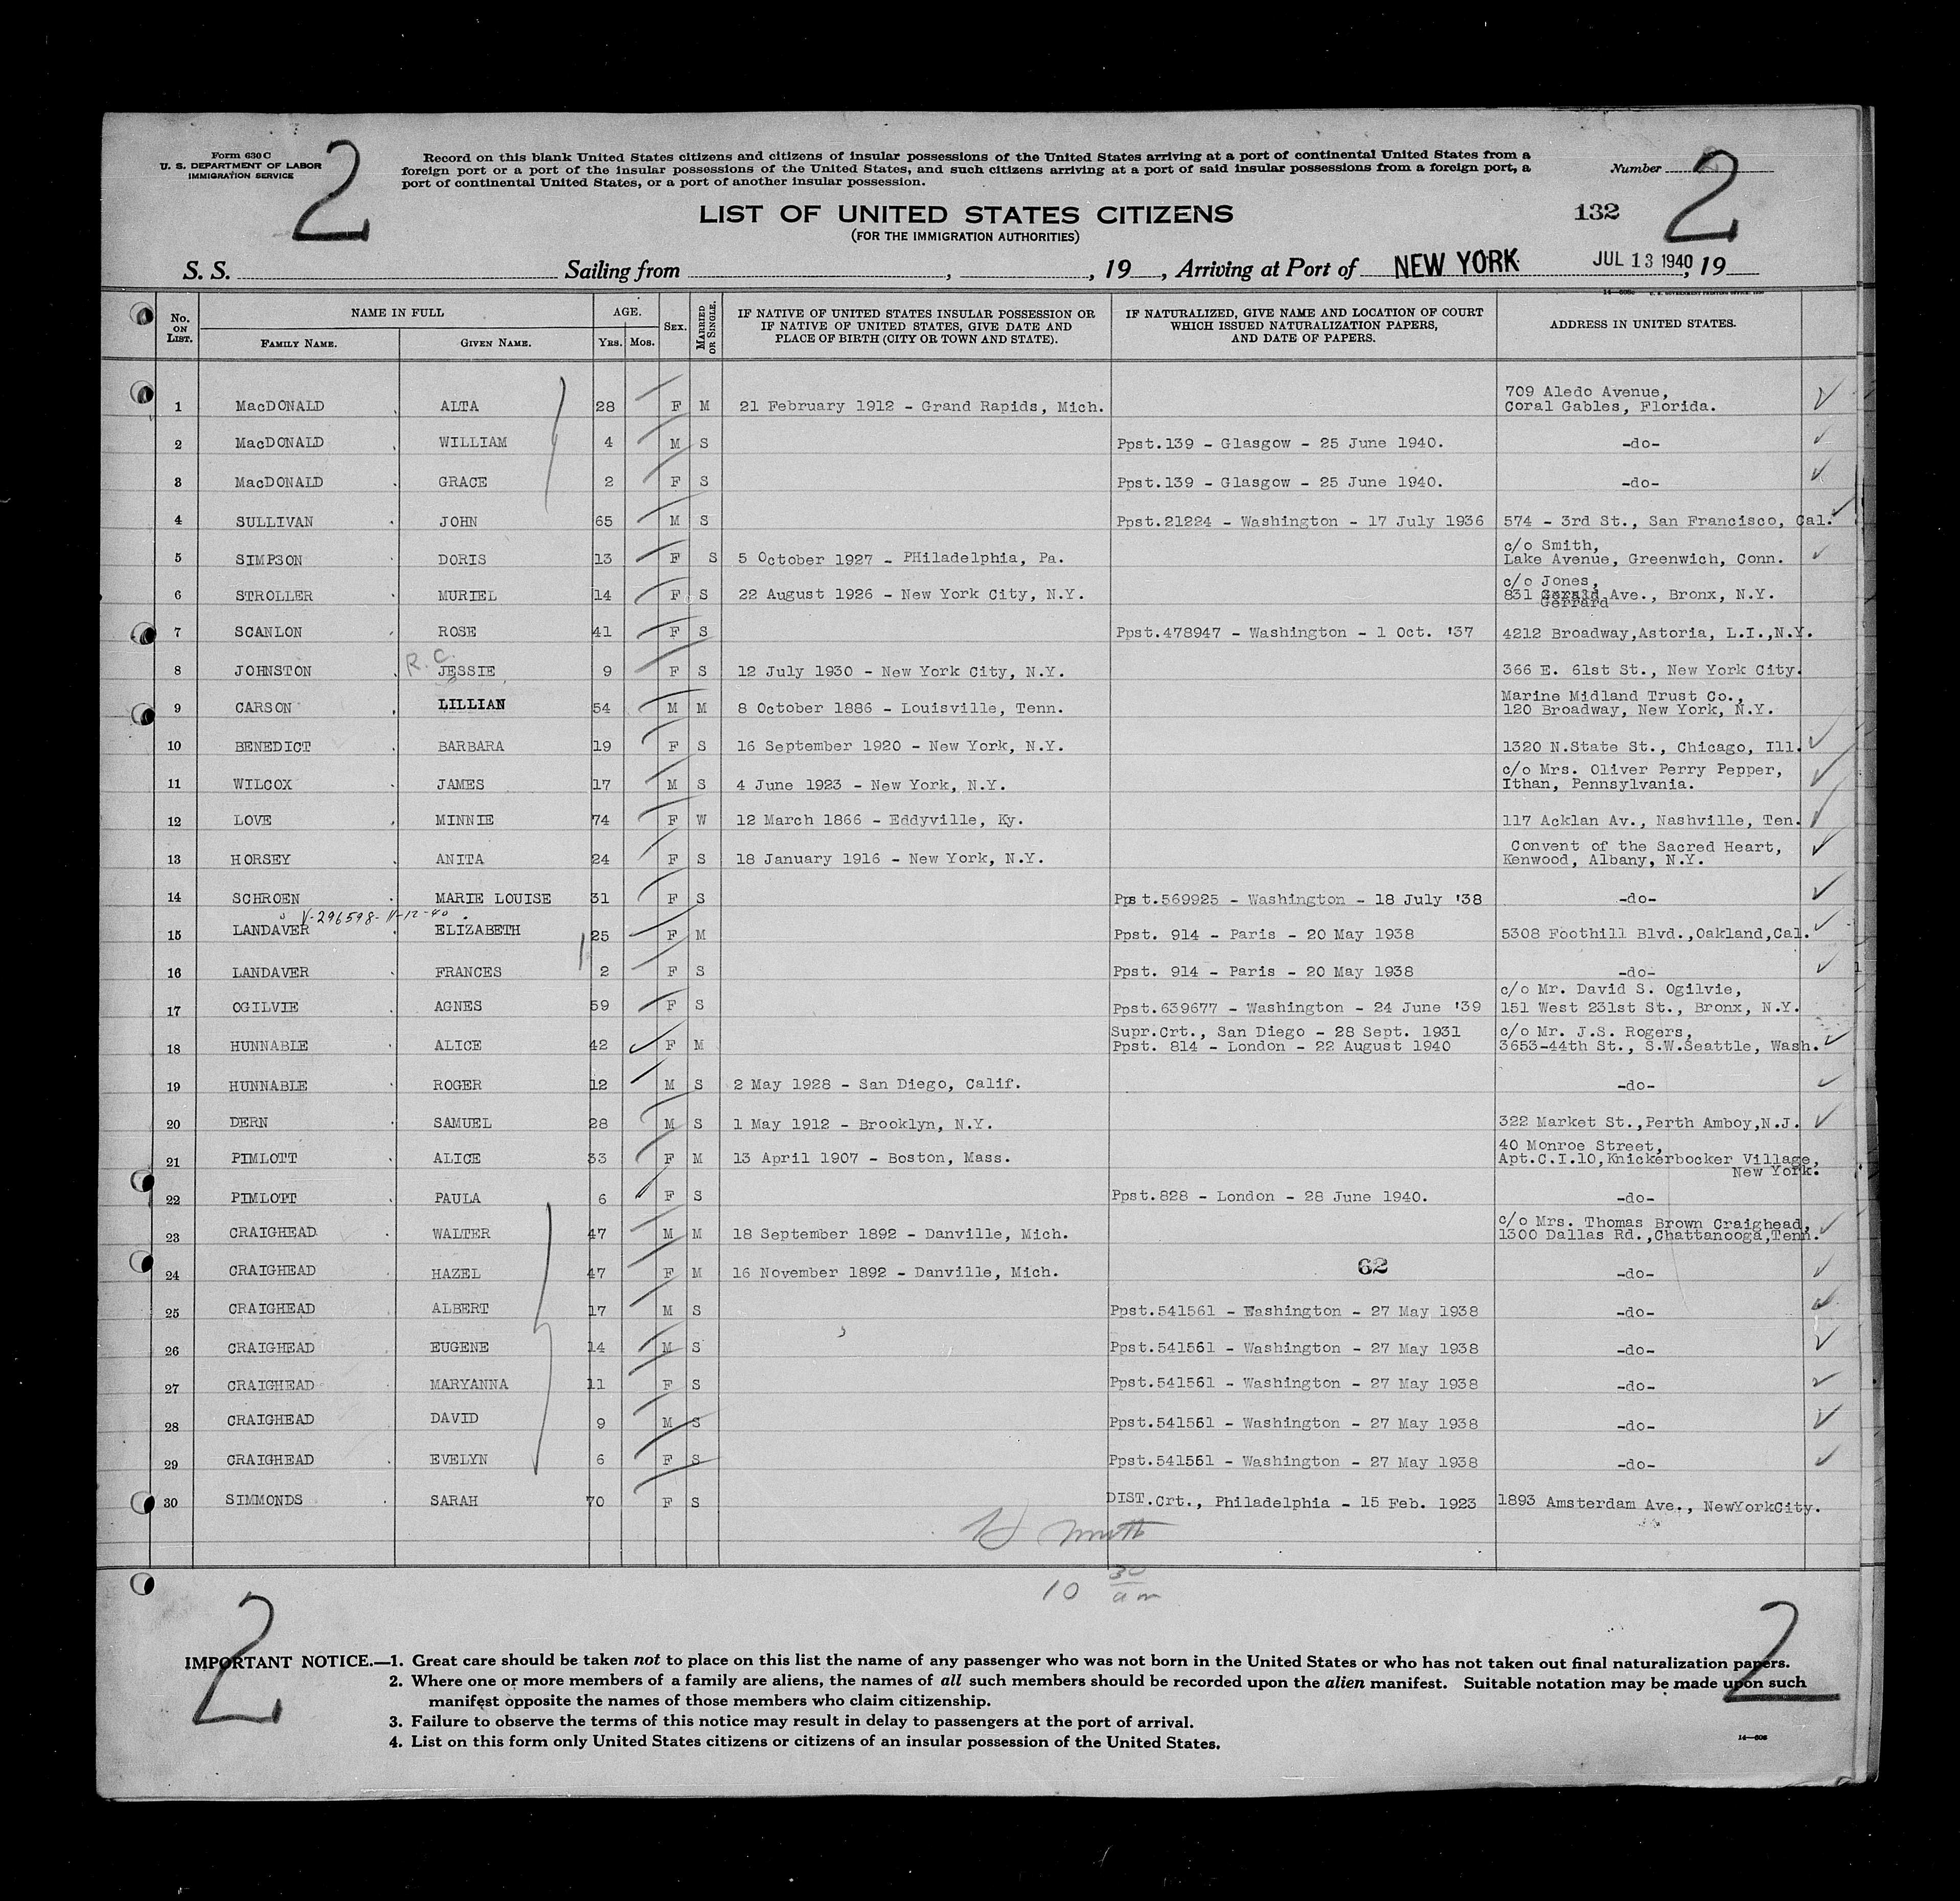 Form 630 C
U. S. DEPARTMENT OF LABOR
IMMIGRATION SERVICE
2
Record on this blank United States citizens and citizens of insular possessions of the United States arriving at a port of continental United States from a
foreign port or a port of the insular possessions of the United States, and such citizens arriving at a port of said insular possessions from a foreign port, a
port of continental United States, or a port of another insular possession.
Number
2
LIST OF UNITED STATES CITIZENS
132
(FOR THE IMMIGRATION AUTHORITIES)
S. S. Sailing from , , 19 , Arriving at Port of NEW YORK JUL 13 1940, 19
No. ON LIST. NAME IN FULL FAMILY NAME. GIVEN NAME. AGE. YRS. MOS. SEX. MARRIED OR SINGLE. IF NATIVE OF UNITED STATES INSULAR POSSESSION OR IF NATIVE OF UNITED STATES, GIVE DATE AND PLACE OF BIRTH (CITY OR TOWN AND STATE). IF NATURALIZED, GIVE NAME AND LOCATION OF COURT WHICH ISSUED NATURALIZATION PAPERS, AND DATE OF PAPERS. ADDRESS IN UNITED STATES.
709 Aledo Avenue,
1 MacDONALD ALTA 28 F M 21 February 1912 - Grand Rapids, Mich. Coral Gables, Florida.
2 MacDONALD WILLIAM 4 M S Ppst.139 - Glasgow - 25 June 1940. -do-
3 MacDONALD GRACE 2 F S Ppst.139 - Glasgow - 25 June 1940. -do-
4 SULLIVAN JOHN 65 M S Ppst.21224 - Washington - 17 July 1936 574 - 3rd St., San Francisco, Cal.
c/o Smith,
5 SIMPSON DORIS 13 F S 5 October 1927 - PHiladelphia, Pa. Lake Avenue, Greenwich, Conn.
c/o Jones,
6 STROLLER MURIEL 14 F S 22 August 1926 - New York City, N.Y. 831 Gerald Ave., Bronx, N.Y.
Gerrard
7 SCANLON ROSE 41 F S Ppst.478947 - Washington - 1 Oct. '37 4212 Broadway,Astoria, L.I.,N.Y.
R.C.
8 JOHNSTON JESSIE 9 F S 12 July 1930 - New York City, N.Y. 366 E. 61st St., New York City.
Marine Midland Trust Co.,
9 CARSON LILLIAN 54 M M 8 October 1886 - Louisville, Tenn. 120 Broadway, New York, N.Y.
10 BENEDICT BARBARA 19 F S 16 September 1920 - New York, N.Y. 1320 N.State St., Chicago, Ill.
c/o Mrs. Oliver Perry Pepper,
11 WILCOX JAMES 17 M S 4 June 1923 - New York, N.Y. Ithan, Pennsylvania.
12 LOVE MINNIE 74 F W 12 March 1866 - Eddyville, Ky. 117 Acklan Av., Nashville, Ten.
Convent of the Sacred Heart,
13 HORSEY ANITA 24 F S 18 January 1916 - New York, N.Y. Kenwood, Albany, N.Y.
14 SCHROEN MARIE LOUISE 31 F S Ppst.569925 - Washington - 18 July '38 -do-
V-296598-11-12-40
15 LANDAVER ELIZABETH 25 F M Ppst. 914 - Paris - 20 May 1938 5308 Foothill Blvd.,Oakland,Cal.
16 LANDAVER FRANCES 2 F S Ppst. 914 - Paris - 20 May 1938 -do-
c/o Mr. David S. Ogilvie,
17 OGILVIE AGNES 59 F S Ppst.639677 - Washington - 24 June '39 151 West 231st St., Bronx, N.Y.
Supr.Crt., San Diego - 28 Sept. 1931 c/o Mr. J.S. Rogers,
18 HUNNABLE ALICE 42 F M Ppst. 814 - London - 22 August 1940 3653-44th St., S.W.Seattle, Wash.
19 HUNNABLE ROGER 12 M S 2 May 1928 - San Diego, Calif. -do-
20 DERN SAMUEL 28 M S 1 May 1912 - Brooklyn, N.Y. 322 Market St.,Perth Amboy,N.J.
40 Monroe Street,
21 PIMLOTT ALICE 33 F M 13 April 1907 - Boston, Mass. Apt.C.I.10,Knickerbocker Village,
New York.
22 PIMLOTT PAULA 6 F S Ppst.828 - London - 28 June 1940. -do-
c/o Mrs. Thomas Brown Craighead,
23 CRAIGHEAD WALTER 47 M M 18 September 1892 - Danville, Mich. 1300 Dallas Rd.,Chattanooga,Tenn.
24 CRAIGHEAD HAZEL 47 F M 16 November 1892 - Danville, Mich. 62 -do-
25 CRAIGHEAD ALBERT 17 M S Ppst.541561 - Washington - 27 May 1938 -do-
26 CRAIGHEAD EUGENE 14 M S Ppst.541561 - Washington - 27 May 1938 -do-
27 CRAIGHEAD MARYANNA 11 F S Ppst.541561 - Washington - 27 May 1938 -do-
28 CRAIGHEAD DAVID 9 M S Ppst.541561 - Washington - 27 May 1938 -do-
29 CRAIGHEAD EVELYN 6 F S Ppst.541561 - Washington - 27 May 1938 -do-
30 SIMMONDS SARAH 70 F S DIST.Crt., Philadelphia - 15 Feb. 1923 1893 Amsterdam Ave., NewYorkCity.
10 30 am
2
2
IMPORTANT NOTICE.—1. Great care should be taken not to place on this list the name of any passenger who was not born in the United States or who has not taken out final naturalization papers.
2. Where one or more members of a family are aliens, the names of all such members should be recorded upon the alien manifest. Suitable notation may be made upon such
manifest opposite the names of those members who claim citizenship.
3. Failure to observe the terms of this notice may result in delay to passengers at the port of arrival.
4. List on this form only United States citizens or citizens of an insular possession of the United States.